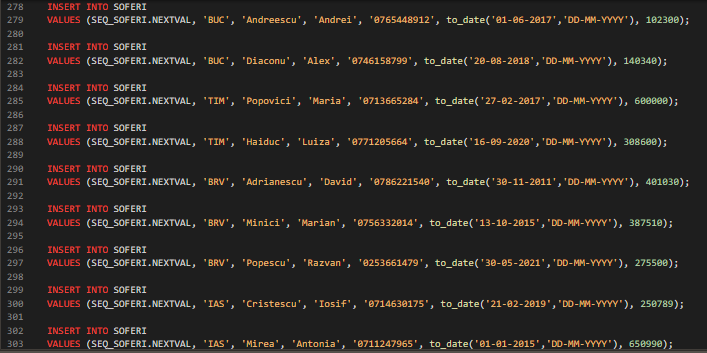 278 INSERT INTO SOFERI
279 VALUES (SEQ_SOFERI.NEXTVAL, 'BUC', 'Andreescu', 'Andrei', '0765448912', to_date('01-06-2017','DD-MM-YYYY'), 102300);
280
281 INSERT INTO SOFERI
282 VALUES (SEQ_SOFERI.NEXTVAL, 'BUC', 'Diaconu', 'Alex', '0746158799', to_date('20-08-2018','DD-MM-YYYY'), 140340);
283
284 INSERT INTO SOFERI
285 VALUES (SEQ_SOFERI.NEXTVAL, 'TIM', 'Popovici', 'Maria', '0713665284', to_date('27-02-2017','DD-MM-YYYY'), 600000);
286
287 INSERT INTO SOFERI
288 VALUES (SEQ_SOFERI.NEXTVAL, 'TIM', 'Haiduc', 'Luiza', '0771205664', to_date('16-09-2020','DD-MM-YYYY'), 308600);
289
290 INSERT INTO SOFERI
291 VALUES (SEQ_SOFERI.NEXTVAL, 'BRV', 'Adrianescu', 'David', '0786221540', to_date('30-11-2011','DD-MM-YYYY'), 401030);
292
293 INSERT INTO SOFERI
294 VALUES (SEQ_SOFERI.NEXTVAL, 'BRV', 'Minici', 'Marian', '0756332014', to_date('13-10-2015','DD-MM-YYYY'), 387510);
295
296 INSERT INTO SOFERI
297 VALUES (SEQ_SOFERI.NEXTVAL, 'BRV', 'Popescu', 'Razvan', '0253661479', to_date('30-05-2021','DD-MM-YYYY'), 275500);
298
299 INSERT INTO SOFERI
300 VALUES (SEQ_SOFERI.NEXTVAL, 'IAS', 'Cristescu', 'Iosif', '0714630175', to_date('21-02-2019','DD-MM-YYYY'), 250789);
301
302 INSERT INTO SOFERI
303 VALUES (SEQ_SOFERI.NEXTVAL, 'IAS', 'Mirea', 'Antonia', '0711247965', to_date('01-01-2015','DD-MM-YYYY'), 650990);